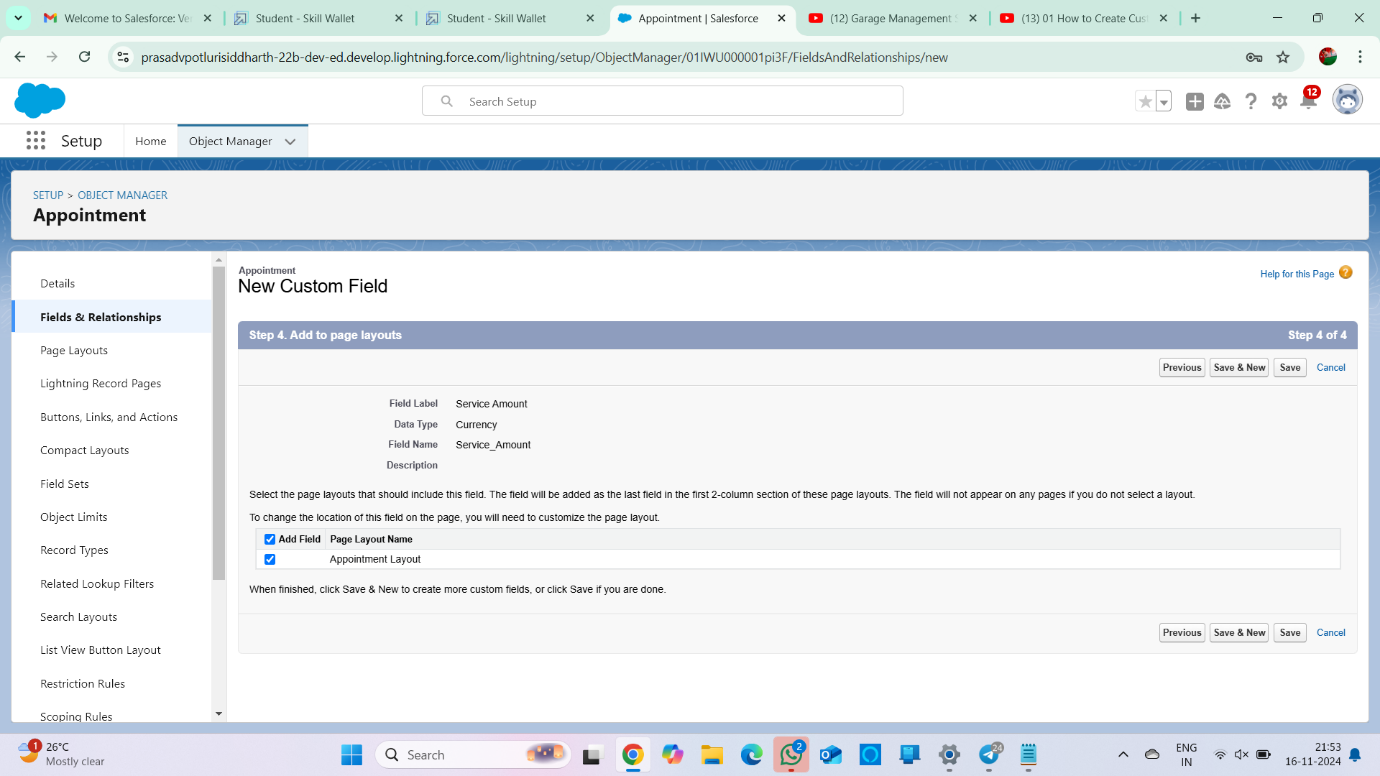 Welcome to Salesforce: Ve
Student - Skill Wallet
Student - Skill Wallet
Appointment | Salesforce
(12) Garage Management S
(13) 01 How to Create Cus
prasadvpotlurisiddharth-22b-dev-ed.develop.lightning.force.com/lightning/setup/ObjectManager/01IWU000001pi3F/FieldsAndRelationships/new
Search Setup
12
Setup
Home
Object Manager
SETUP > OBJECT MANAGER
Appointment
Details
Fields & Relationships
Page Layouts
Lightning Record Pages
Buttons, Links, and Actions
Compact Layouts
Field Sets
Object Limits
Record Types
Related Lookup Filters
Search Layouts
List View Button Layout
Restriction Rules
Scoping Rules
Appointment
New Custom Field
Help for this Page
Step 4. Add to page layouts
Step 4 of 4
Previous
Save & New
Save
Cancel
Field Label Service Amount
Data Type Currency
Field Name Service_Amount
Description
Select the page layouts that should include this field. The field will be added as the last field in the first 2-column section of these page layouts. The field will not appear on any pages if you do not select a layout.
To change the location of this field on the page, you will need to customize the page layout.
Add Field Page Layout Name
Appointment Layout
When finished, click Save & New to create more custom fields, or click Save if you are done.
Previous
Save & New
Save
Cancel
1
26°C
Mostly clear
Search
2
24
ENG
IN
21:53
16-11-2024